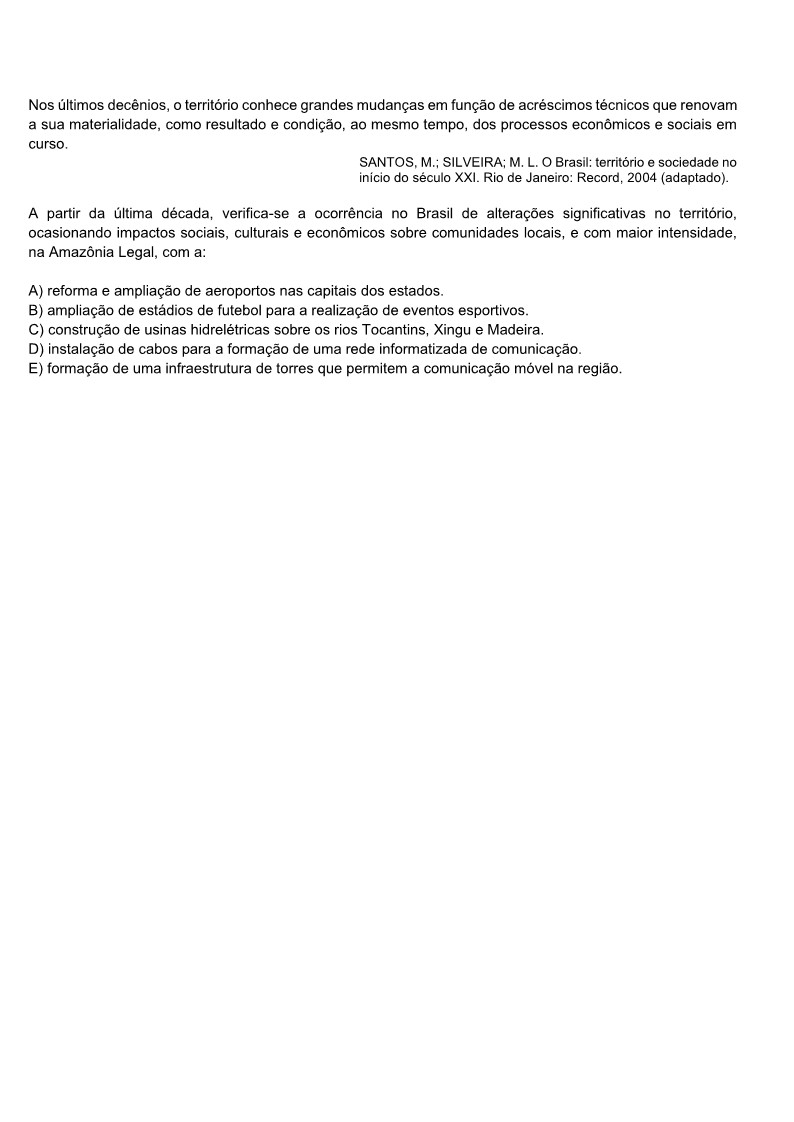 Nos últimos decênios, o território conhece grandes mudanças em função de acréscimos técnicos que renovam
a sua materialidade, como resultado e condição, ao mesmo tempo, dos processos econômicos e sociais em
curso.
SANTOS, M.; SILVEIRA; M. L. O Brasil: território e sociedade no
início do século XXI. Rio de Janeiro: Record, 2004 (adaptado).
A partir da última década, verifica-se a ocorrência no Brasil de alterações significativas no território,
ocasionando impactos sociais, culturais e econômicos sobre comunidades locais, e com maior intensidade,
na Amazônia Legal, com a:
A) reforma e ampliação de aeroportos nas capitais dos estados.
B) ampliação de estádios de futebol para a realização de eventos esportivos.
C) construção de usinas hidrelétricas sobre os rios Tocantins, Xingu e Madeira.
D) instalação de cabos para a formação de uma rede informatizada de comunicação.
E) formação de uma infraestrutura de torres que permitem a comunicação móvel na região.